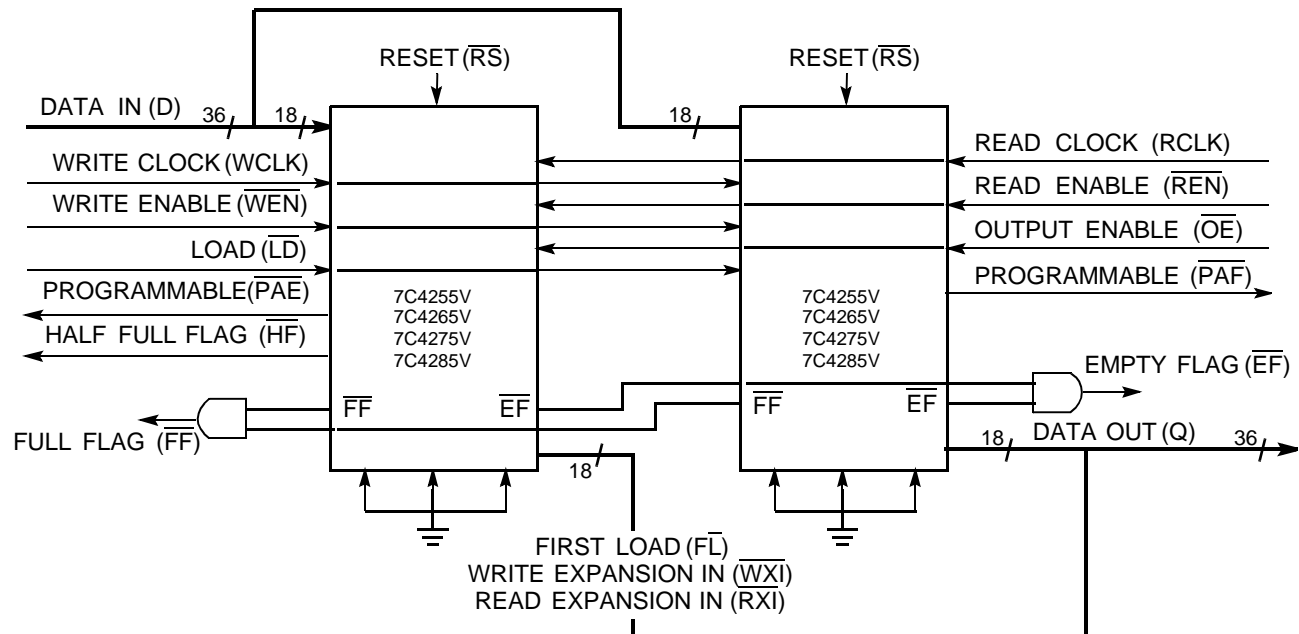 RESET (RS)
RESET (RS)
DATA IN (D)
36
18
18
WRITE CLOCK (WCLK)
READ CLOCK (RCLK)
WRITE ENABLE (WEN)
READ ENABLE (REN)
LOAD (LD)
OUTPUT ENABLE (OE)
PROGRAMMABLE (PAE)
PROGRAMMABLE (PAF)
HALF FULL FLAG (HF)
7C4255V
7C4265V
7C4275V
7C4285V
7C4255V
7C4265V
7C4275V
7C4285V
EMPTY FLAG (EF)
FF
EF
FF
EF
FULL FLAG (FF)
DATA OUT (Q)
18
36
18
FIRST LOAD (FL)
WRITE EXPANSION IN (WXI)
READ EXPANSION IN (RXI)